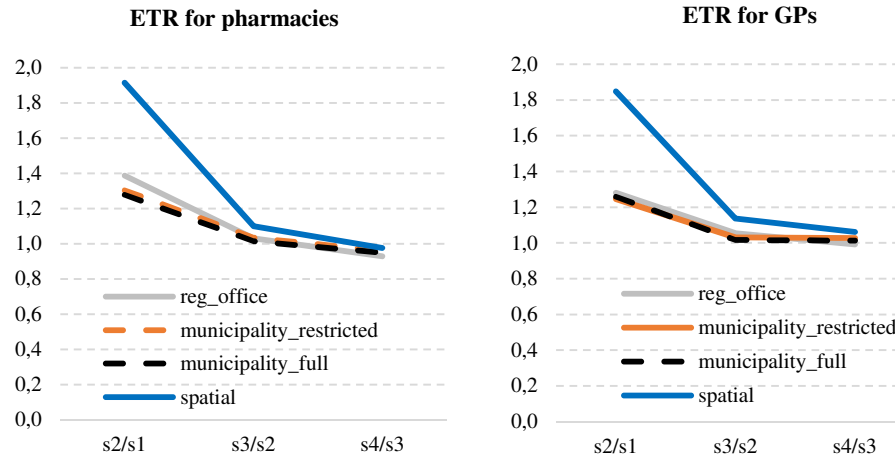 ETR for pharmacies
2,0
1,8
1,6
1,4
1,2
1,0
0,8
0,6
0,4
0,2
0,0
reg_office
municipality_restricted
municipality_full
spatial
s2/s1 s3/s2 s4/s3
ETR for GPs
2,0
1,8
1,6
1,4
1,2
1,0
0,8
0,6
0,4
0,2
0,0
reg_office
municipality_restricted
municipality_full
spatial
s2/s1 s3/s2 s4/s3